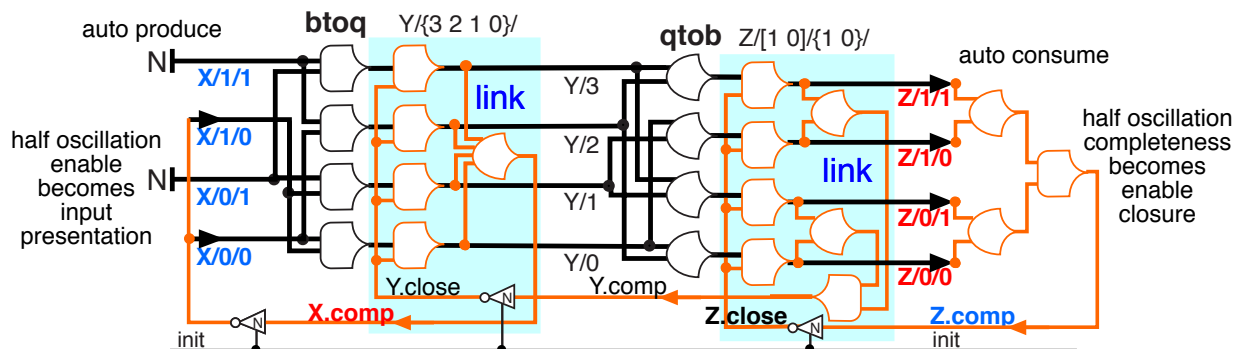 btoq
Y/{3 2 1 0}/
qtob
Z/[1 0]/{1 0}/
auto produce
N
X/1/1
X/1/0
half oscillation
enable
becomes
input
presentation
N
X/0/1
X/0/0
link
Y/3
Y/2
Y/1
Y/0
link
Z/1/1
Z/1/0
Z/0/1
Z/0/0
auto consume
half oscillation
completeness
becomes
enable
closure
Y.close
N
Y.comp
X.comp
N
init
Z.close
N
Z.comp
init